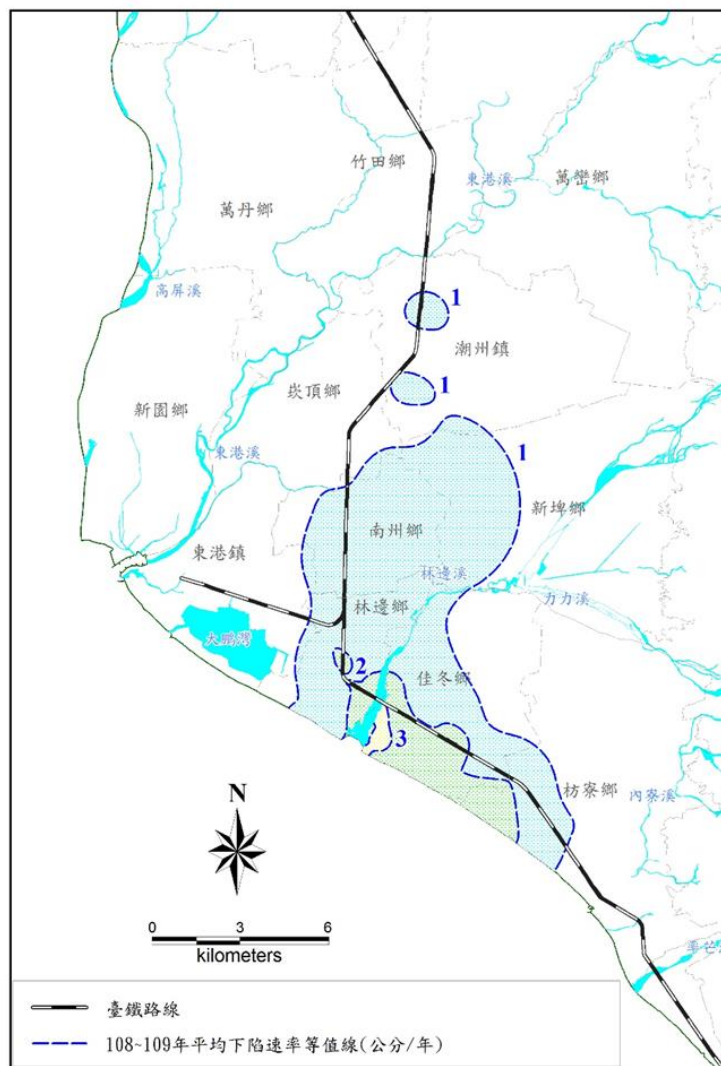 竹田鄉
東港溪
萬巒鄉
萬丹鄉
高屏溪
1
潮州鎮
1
崁頂鄉
新園鄉
1
東港溪
新埤鄉
南州鄉
東港鎮
林邊溪
力力溪
林邊鄉
大鵬灣
2
佳冬鄉
3
枋寮鄉
內寮溪
N
0 3 6
kilometers
臺鐵路線
108~109年平均下陷速率等值線(公分/年)